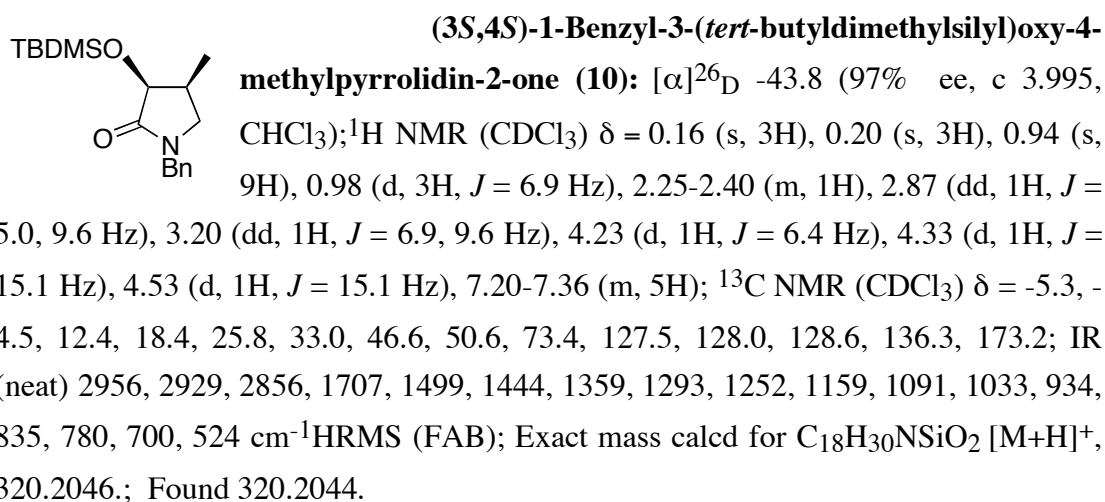 TBDMSO
O
N
Bn
(3S,4S)-1-Benzyl-3-(tert-butyldimethylsilyl)oxy-4-
methylpyrrolidin-2-one (10): [α]26D -43.8 (97% ee, c 3.995,
CHCl3);1H NMR (CDCl3) δ = 0.16 (s, 3H), 0.20 (s, 3H), 0.94 (s,
9H), 0.98 (d, 3H, J = 6.9 Hz), 2.25-2.40 (m, 1H), 2.87 (dd, 1H, J =
5.0, 9.6 Hz), 3.20 (dd, 1H, J = 6.9, 9.6 Hz), 4.23 (d, 1H, J = 6.4 Hz), 4.33 (d, 1H, J =
15.1 Hz), 4.53 (d, 1H, J = 15.1 Hz), 7.20-7.36 (m, 5H); 13C NMR (CDCl3) δ = -5.3, -
4.5, 12.4, 18.4, 25.8, 33.0, 46.6, 50.6, 73.4, 127.5, 128.0, 128.6, 136.3, 173.2; IR
(neat) 2956, 2929, 2856, 1707, 1499, 1444, 1359, 1293, 1252, 1159, 1091, 1033, 934,
835, 780, 700, 524 cm-1HRMS (FAB); Exact mass calcd for C18H30NSiO2 [M+H]+,
320.2046.; Found 320.2044.